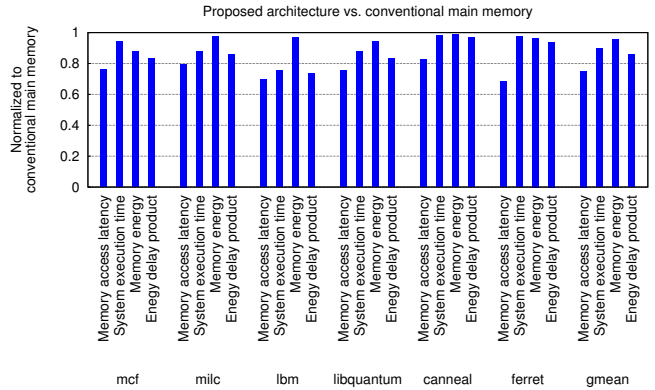 Proposed architecture vs. conventional main memory
Normalized to
conventional main memory
1
0.8
0.6
0.4
0.2
0
Memory access latency
System execution time
Memory energy
Enegy delay product
Memory access latency
System execution time
Memory energy
Enegy delay product
Memory access latency
System execution time
Memory energy
Enegy delay product
Memory access latency
System execution time
Memory energy
Enegy delay product
Memory access latency
System execution time
Memory energy
Enegy delay product
Memory access latency
System execution time
Memory energy
Enegy delay product
Memory access latency
System execution time
Memory energy
Enegy delay product
mcf milc lbm libquantum canneal ferret gmean